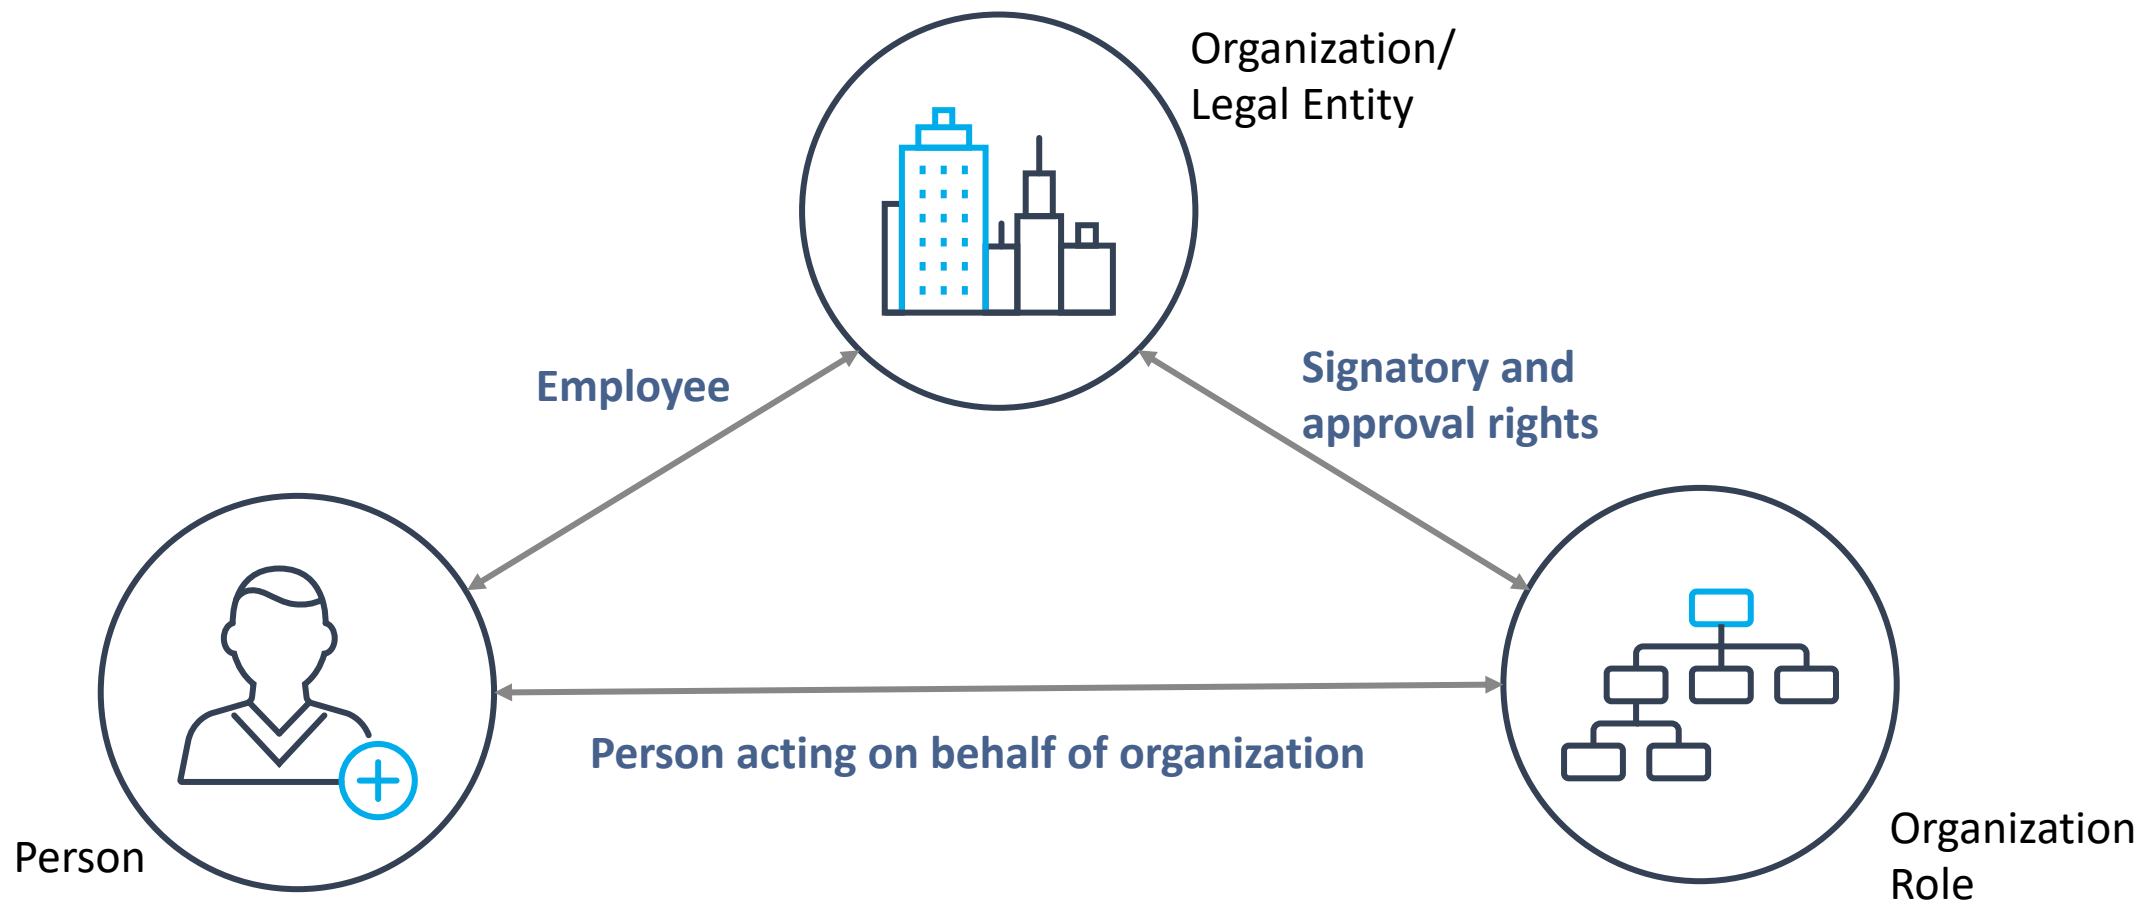 Organization/
Legal Entity
Employee
Signatory and
approval rights
Person acting on behalf of organization
Person
Organization
Role